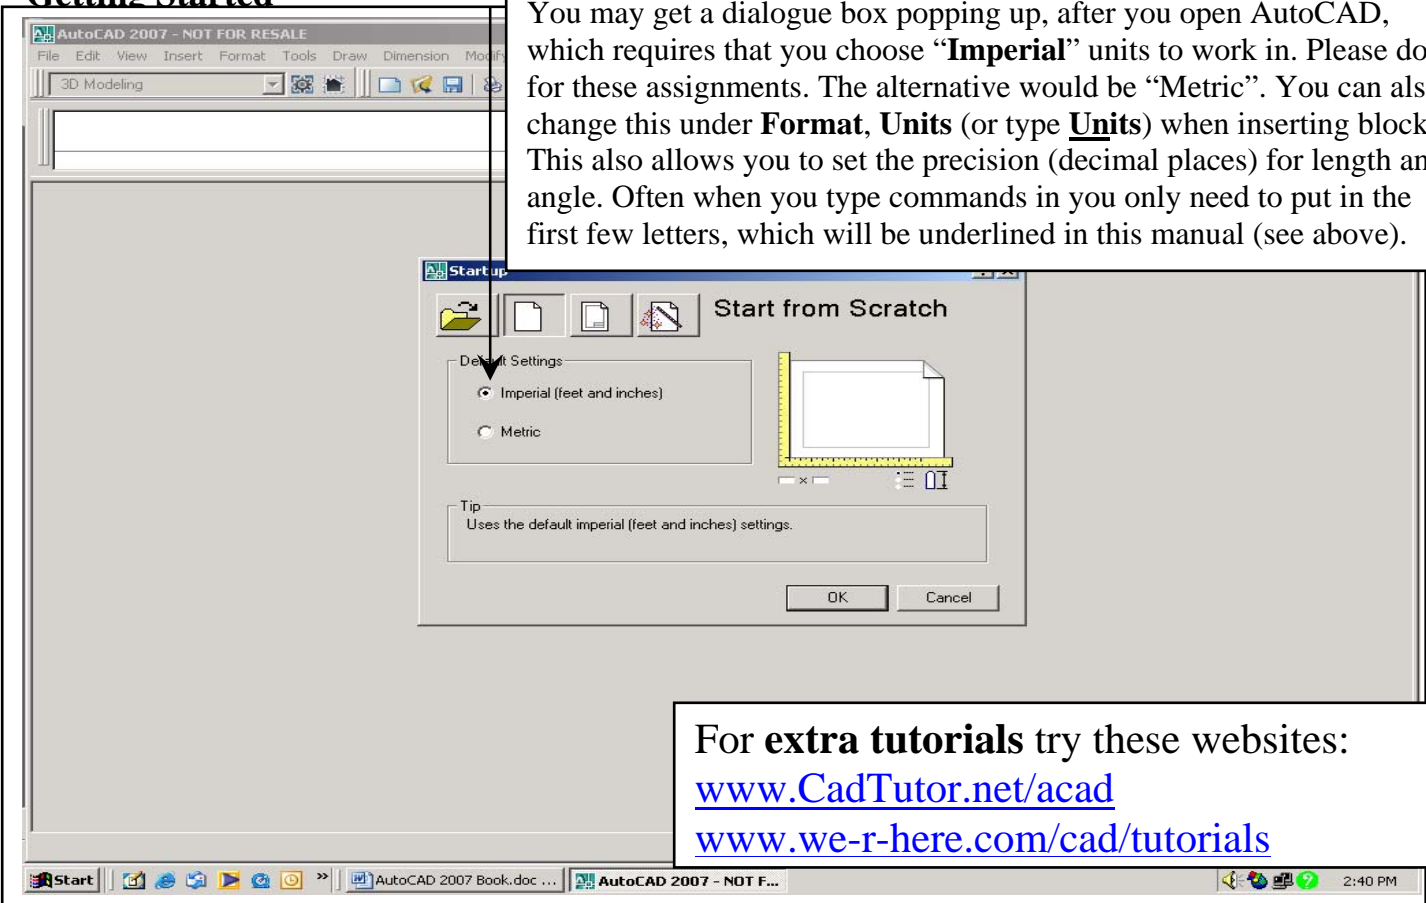 Getting Started
You may get a dialogue box popping up, after you open AutoCAD,
which requires that you choose “Imperial” units to work in. Please do
for these assignments. The alternative would be “Metric”. You can als
change this under Format, Units (or type Units) when inserting block
This also allows you to set the precision (decimal places) for length an
angle. Often when you type commands in you only need to put in the
first few letters, which will be underlined in this manual (see above).
AutoCAD 2007 - NOT FOR RESALE
File Edit View Insert Format Tools Draw Dimension Modify
3D Modeling
Startup
Start from Scratch
Default Settings
Imperial (feet and inches)
Metric
Tip
Uses the default imperial (feet and inches) settings.
OK Cancel
For extra tutorials try these websites:
www.CadTutor.net/acad
www.we-r-here.com/cad/tutorials
Start » AutoCAD 2007 Book.doc ... AutoCAD 2007 - NOT F... 2:40 PM